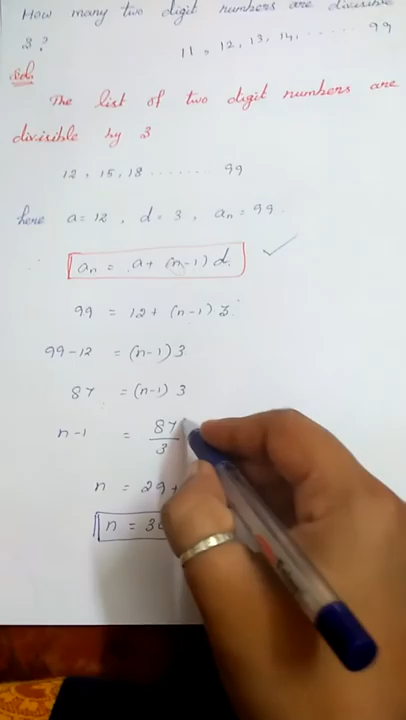 How many two digit numbers are divisible
3 ?
11 , 12, 13, 14, ...... 99
Sol.
The list of two digit numbers are
divisible by 3
12 , 15, 18 ........ 99
here a = 12 , d = 3 , an = 99.
an = a + (n-1) d.
99 = 12 + (n-1) 3
99-12 = (n-1) 3
87 = (n-1) 3
n-1 = 87/3
n = 29+
n = 30